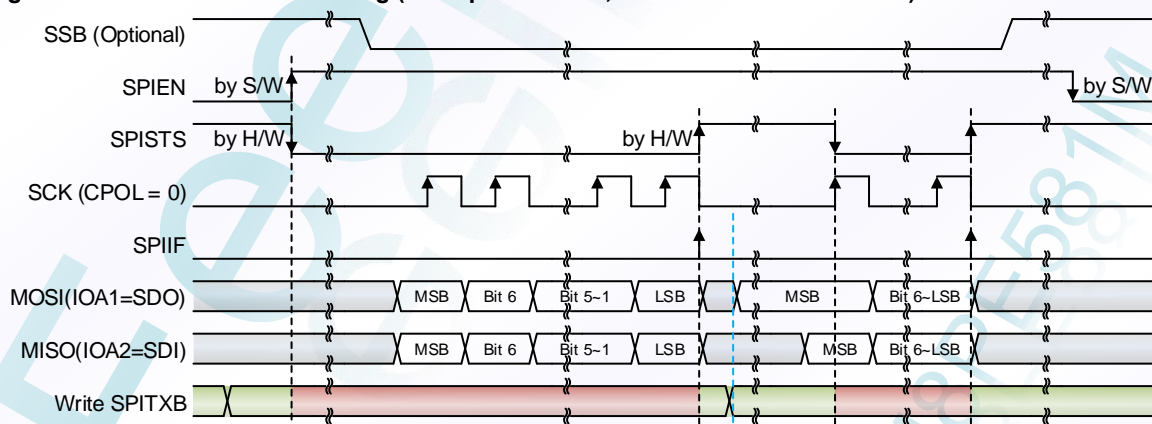 SSB (Optional)
SPIEN by S/W by S/W
SPISTS by H/W by H/W
SCK (CPOL = 0)
SPIIF
MOSI(IOA1=SDO) MSB Bit 6 Bit 5~1 LSB MSB Bit 6~LSB
MISO(IOA2=SDI) MSB Bit 6 Bit 5~1 LSB MSB Bit 6~LSB
Write SPITXB